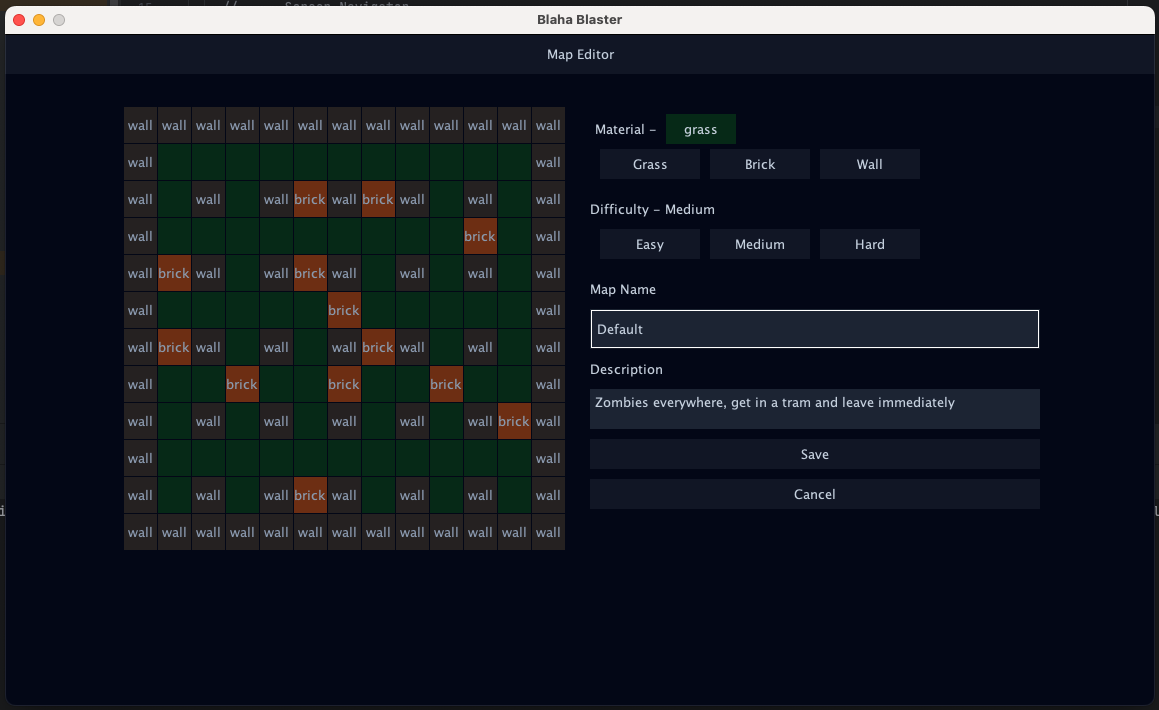 Screen Navigator
Blaha Blaster
Map Editor
wall wall wall wall wall wall wall wall wall wall wall wall wall
wall wall
wall wall wall brick wall brick wall wall wall
wall brick wall
wall brick wall wall brick wall wall wall wall
wall brick wall
wall brick wall wall wall brick wall wall wall
wall brick brick brick wall
wall wall wall wall wall wall brick wall
wall wall
wall wall wall brick wall wall wall wall
wall wall wall wall wall wall wall wall wall wall wall wall wall
Material – grass
Grass Brick Wall
Difficulty – Medium
Easy Medium Hard
Map Name
Default
Description
Zombies everywhere, get in a tram and leave immediately
Save
Cancel